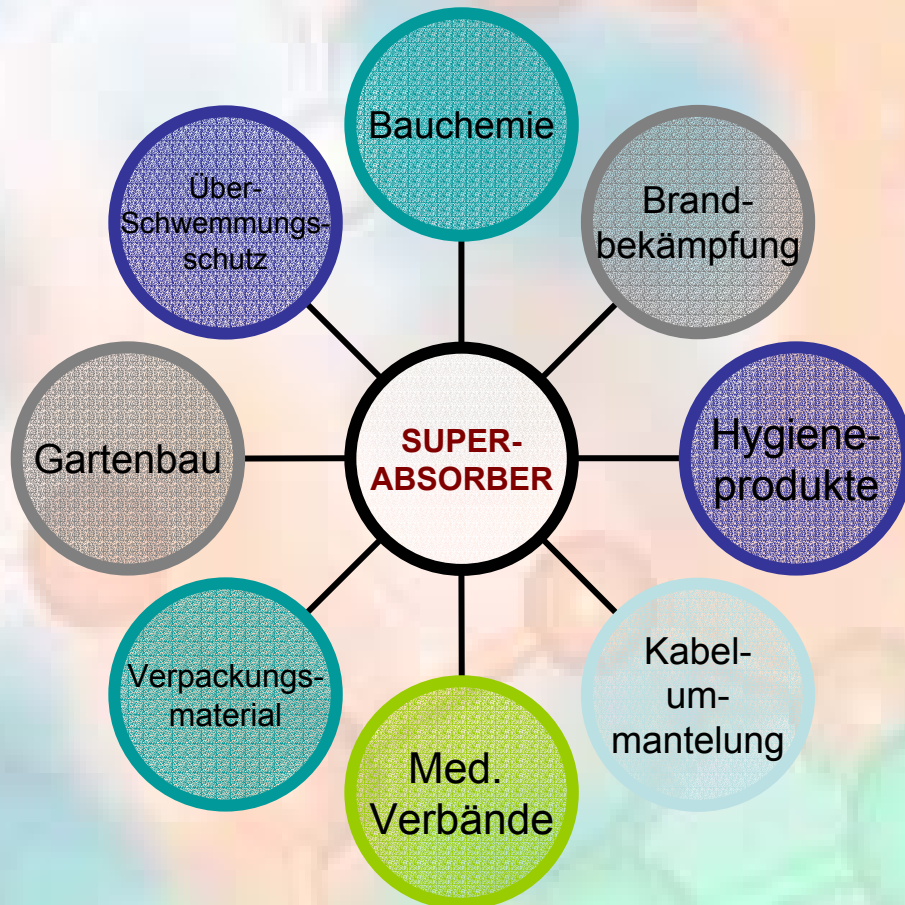 Bauchemie
Brand-
bekämpfung
Über-
Schwemmungs-
schutz
SUPER-
ABSORBER
Hygiene-
produkte
Gartenbau
Kabel-
um-
mantelung
Verpackungs-
material
Med.
Verbände